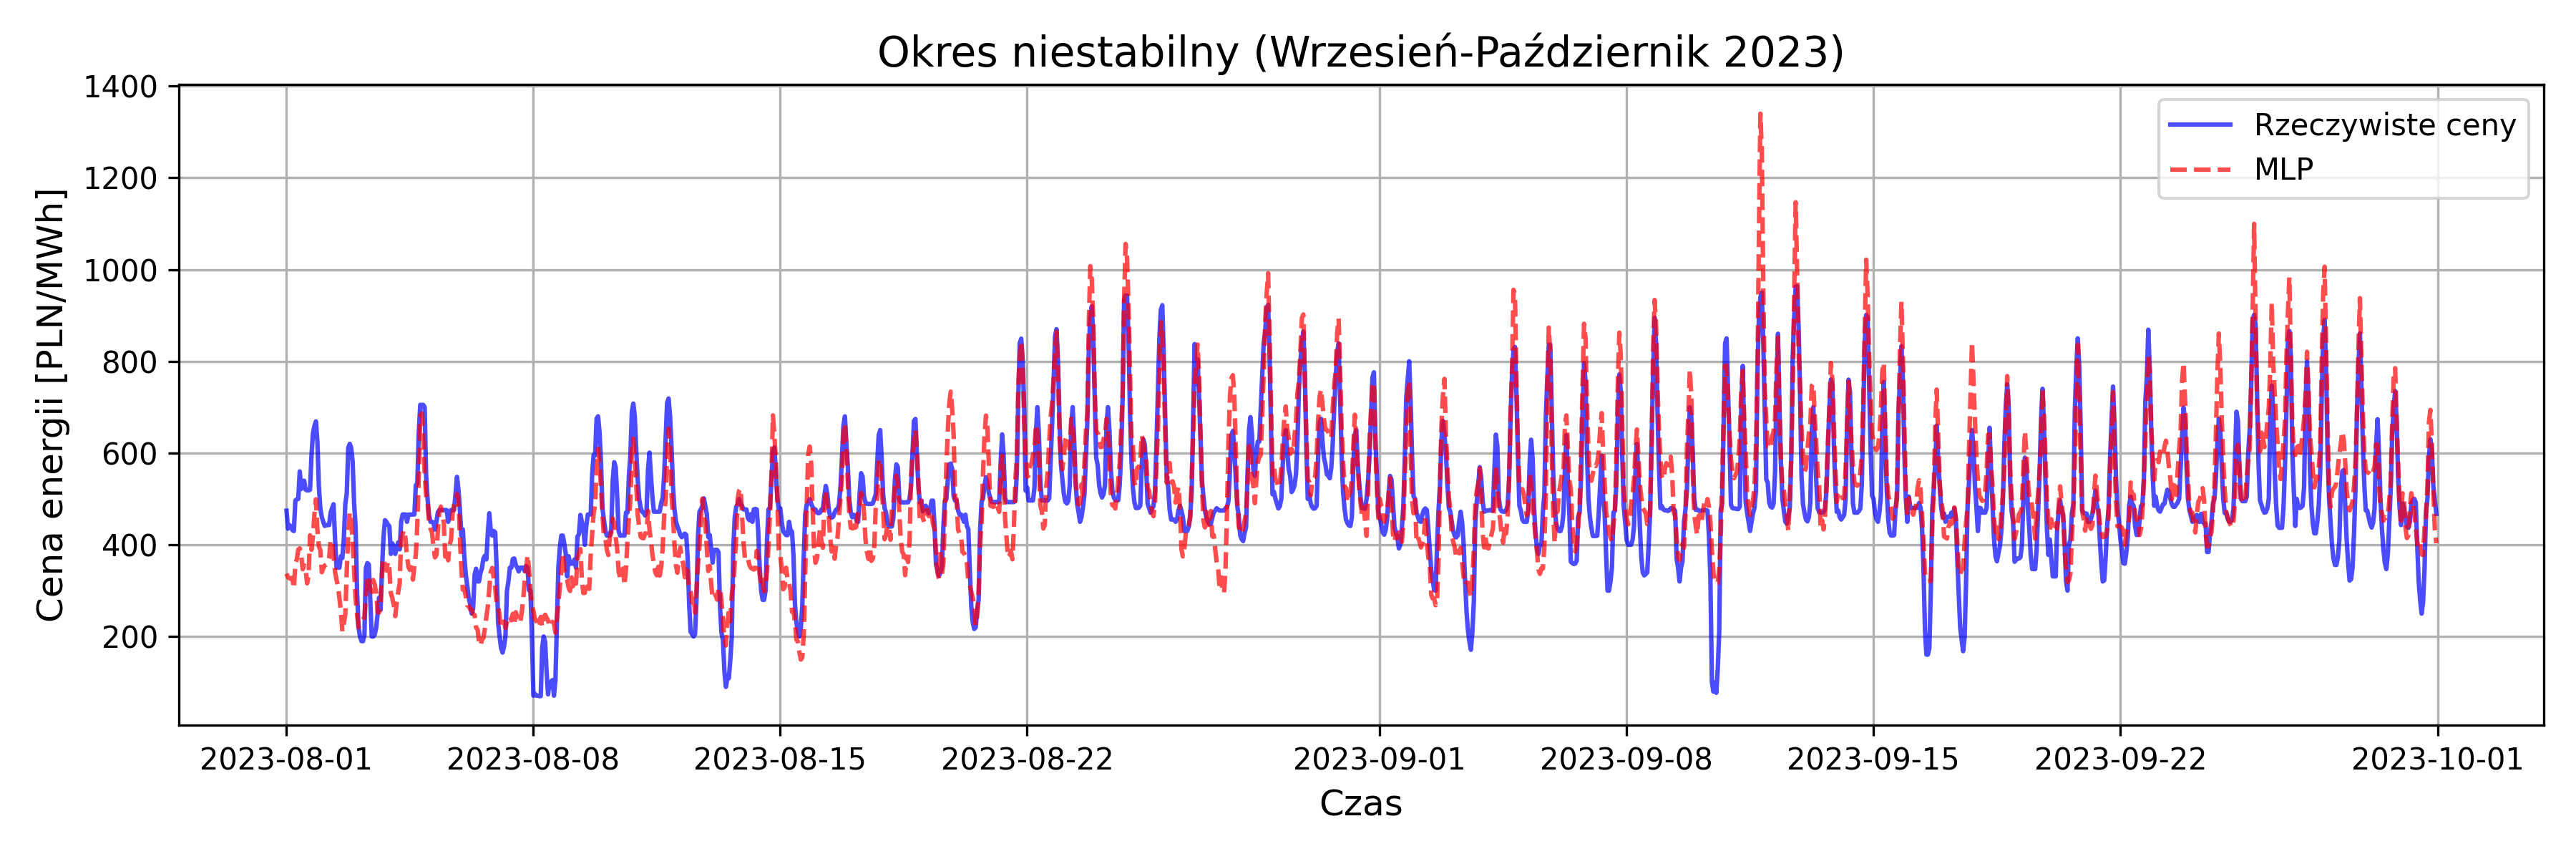 Okres niestabilny (Wrzesień-Październik 2023)
Rzeczywiste ceny
MLP
Cena energii [PLN/MWh]
1400
1200
1000
800
600
400
200
2023-08-01 2023-08-08 2023-08-15 2023-08-22 2023-09-01 2023-09-08 2023-09-15 2023-09-22 2023-10-01
Czas